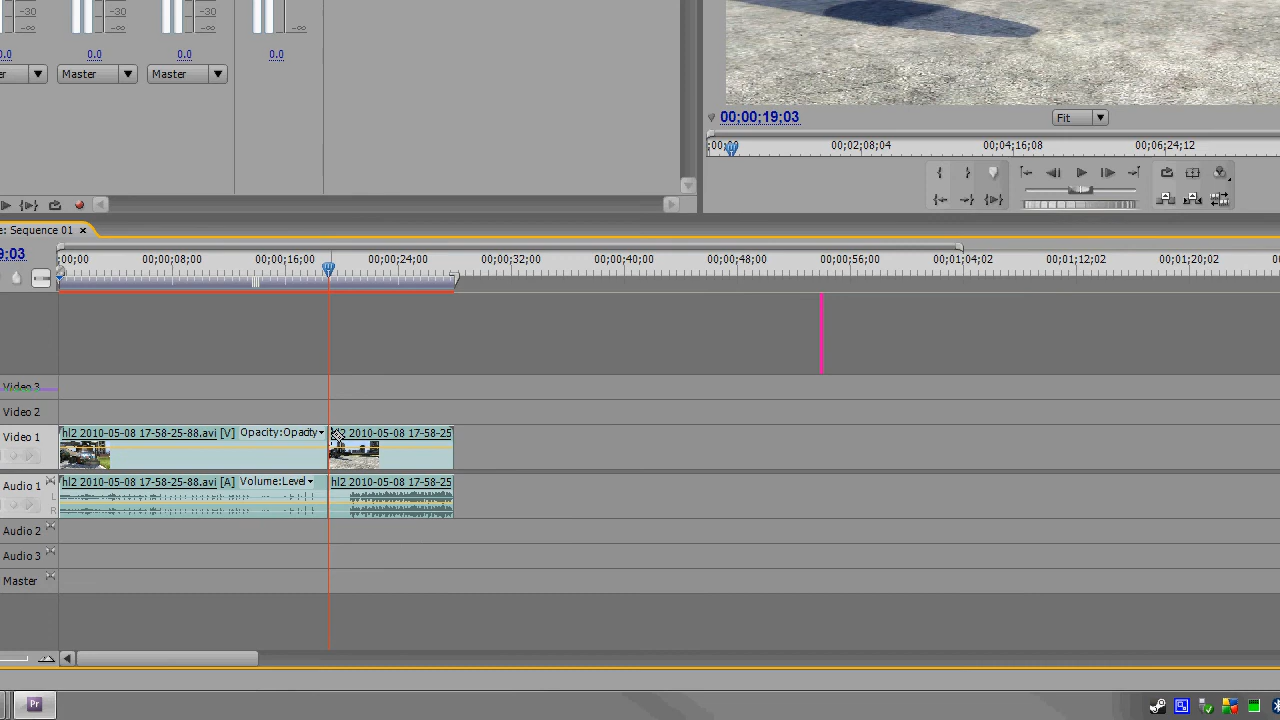 -30 -30 -30
-∞ -∞ -∞ -∞
0.0 0.0 0.0 0.0
er Master Master
00;00;19;03
Fit
;00;00 00;02;08;04 00;04;16;08 00;06;24;12
e: Sequence 01 ×
9:03
;00;00 00;00;08;00 00;00;16;00 00;00;24;00 00;00;32;00 00;00;40;00 00;00;48;00 00;00;56;00 00;01;04;02 00;01;12;02 00;01;20;02 00
Video 3
Video 2
Video 1
hl2 2010-05-08 17-58-25-88.avi [V] Opacity:Opacity
2 2010-05-08 17-58-25
Audio 1
hl2 2010-05-08 17-58-25-88.avi [A] Volume:Level
hl2 2010-05-08 17-58-25
L
R
Audio 2
Audio 3
Master
Pr